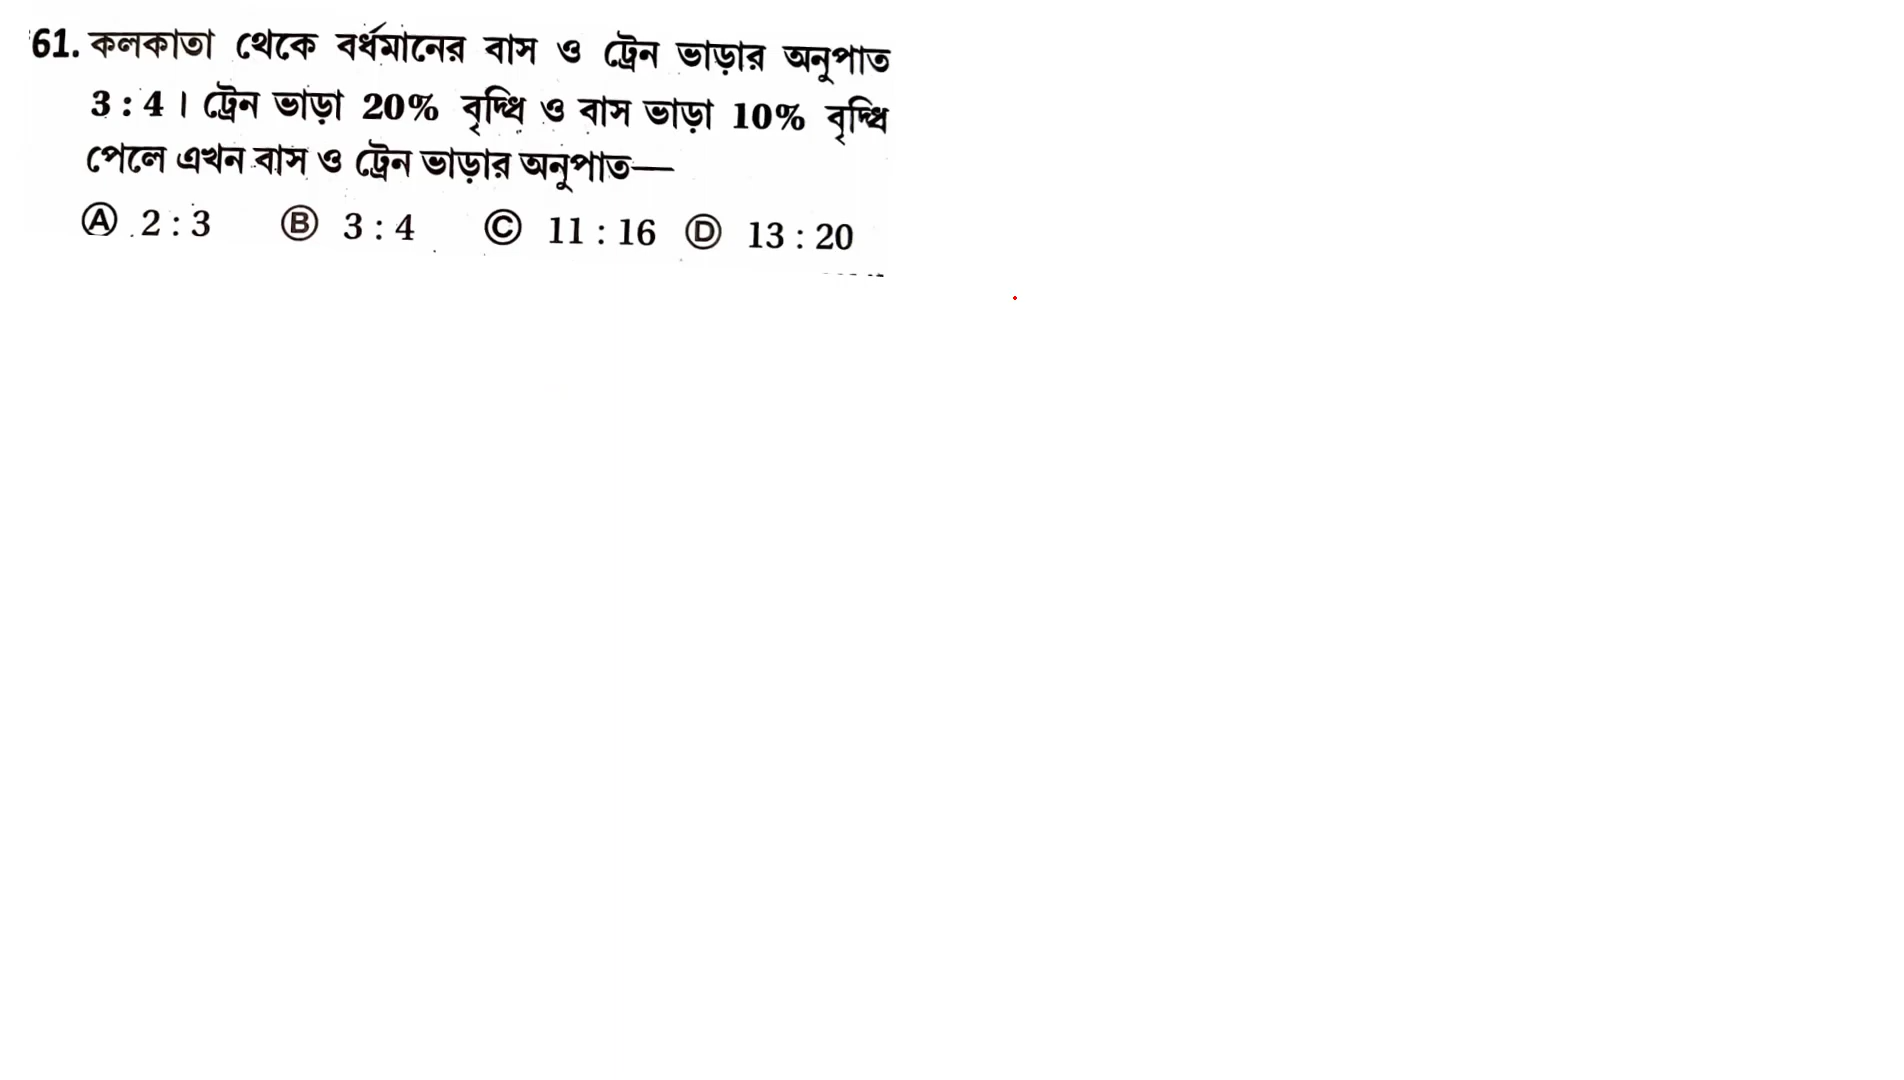 61. কলকাতা থেকে বর্ধমানের বাস ও ট্রেন ভাড়ার অনুপাত
3 : 4 । ট্রেন ভাড়া 20% বৃদ্ধি ও বাস ভাড়া 10% বৃদ্ধি
পেলে এখন বাস ও ট্রেন ভাড়ার অনুপাত—
Ⓐ 2 : 3 Ⓑ 3 : 4 Ⓒ 11 : 16 Ⓓ 13 : 20